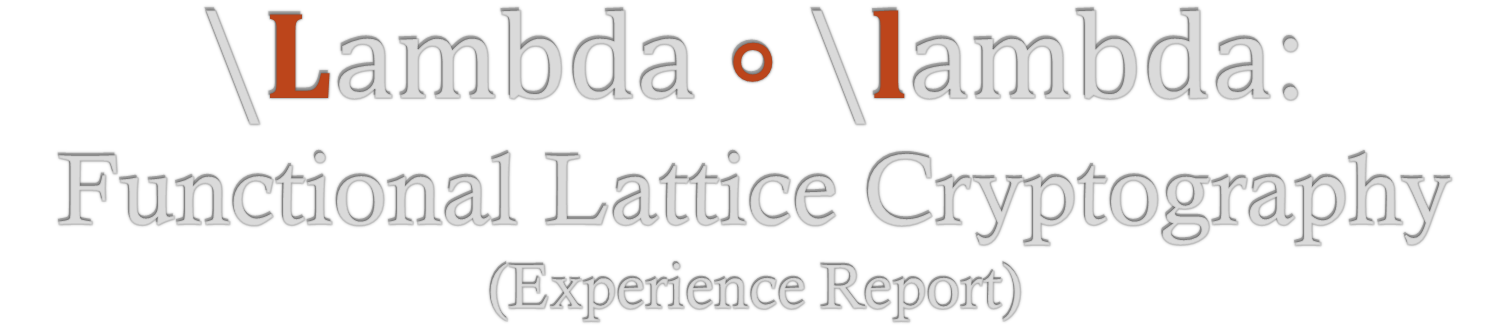 \Lambda ∘ \lambda:
Functional Lattice Cryptography
(Experience Report)